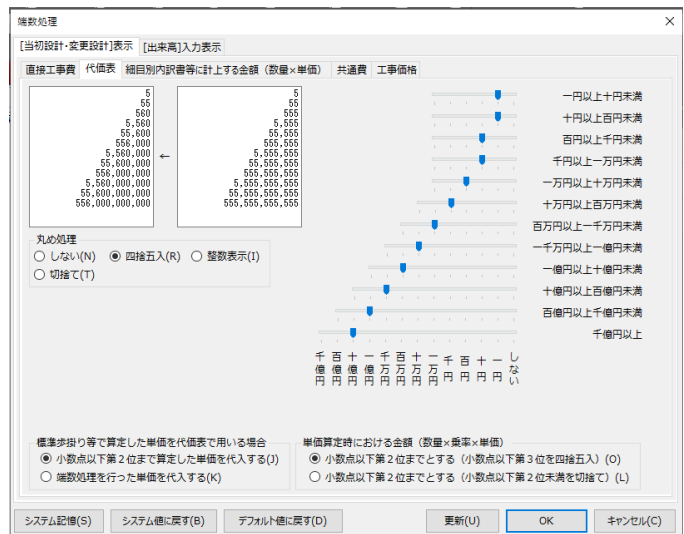 端数処理
[当初設計･変更設計]表示 [出来高]入力表示
直接工事費 代価表 細目別内訳書等に計上する金額（数量×単価） 共通費 工事価格
5
55
560
5,560
55,600
556,000
5,560,000
55,600,000
556,000,000
5,560,000,000
55,600,000,000
556,000,000,000
←
5
55
555
5,555
55,555
555,555
5,555,555
55,555,555
555,555,555
5,555,555,555
55,555,555,555
555,555,555,555
一円以上十円未満
十円以上百円未満
百円以上千円未満
千円以上一万円未満
一万円以上十万円未満
十万円以上百万円未満
百万円以上一千万円未満
一千万円以上一億円未満
一億円以上十億円未満
十億円以上百億円未満
百億円以上千億円未満
千億円以上
千億円 百億円 十億円 一億円 千万円 百万円 十万円 一万円 千円 百円 十円 一円 しない
丸め処理
しない(N) 四捨五入(R) 整数表示(I)
切捨て(T)
標準歩掛り等で算定した単価を代価表で用いる場合
小数点以下第２位まで算定した単価を代入する(J)
端数処理を行った単価を代入する(K)
単価算定時における金額（数量×乗率×単価）
小数点以下第２位までとする（小数点以下第３位を四捨五入）(O)
小数点以下第２位までとする（小数点以下第２位未満を切捨て）(L)
システム記憶(S) システム値に戻す(B) デフォルト値に戻す(D) 更新(U) OK キャンセル(C)